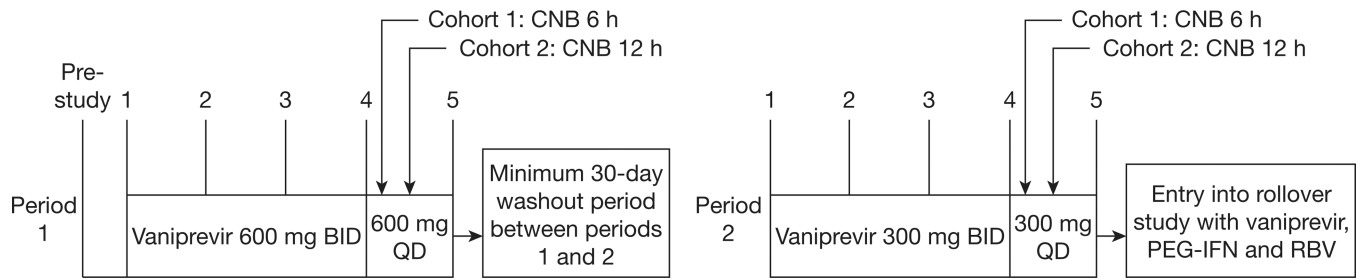 Cohort 1: CNB 6 h
Cohort 2: CNB 12 h
Pre-
study 1 2 3 4 5
Period
1
Vaniprevir 600 mg BID
600 mg
QD
Minimum 30-day
washout period
between periods
1 and 2
Cohort 1: CNB 6 h
Cohort 2: CNB 12 h
1 2 3 4 5
Period
2
Vaniprevir 300 mg BID
300 mg
QD
Entry into rollover
study with vaniprevir,
PEG-IFN and RBV